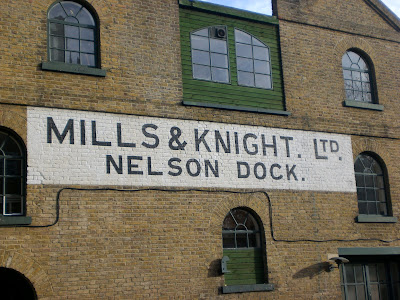 MILLS & KNIGHT. LTD.
NELSON DOCK.